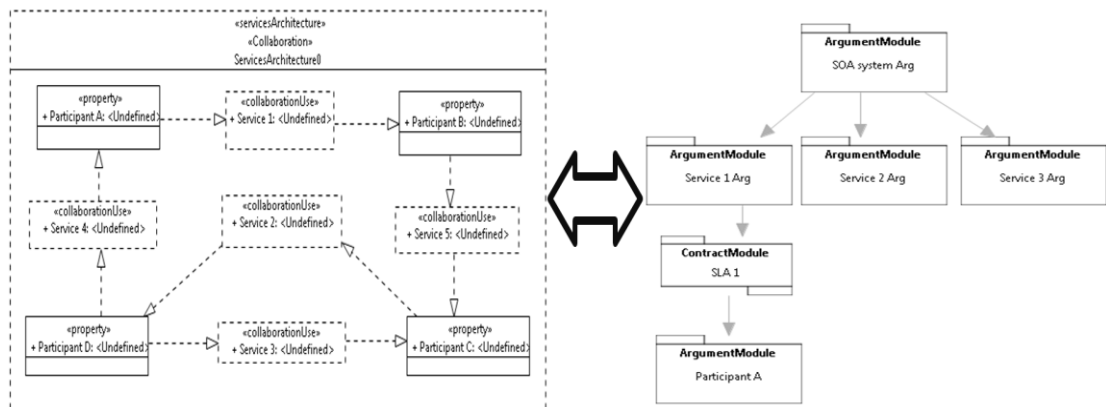 «servicesArchitecture»
«Collaboration»
ServicesArchitecture0
«property»
+ Participant A: <Undefined>
«collaborationUse»
+ Service 1: <Undefined>
«property»
+ Participant B: <Undefined>
«collaborationUse»
+ Service 4: <Undefined>
«collaborationUse»
+ Service 2: <Undefined>
«collaborationUse»
+ Service 5: <Undefined>
«property»
+ Participant D: <Undefined>
«collaborationUse»
+ Service 3: <Undefined>
«property»
+ Participant C: <Undefined>
ArgumentModule
SOA system Arg
ArgumentModule
Service 1 Arg
ArgumentModule
Service 2 Arg
ArgumentModule
Service 3 Arg
ContractModule
SLA 1
ArgumentModule
Participant A